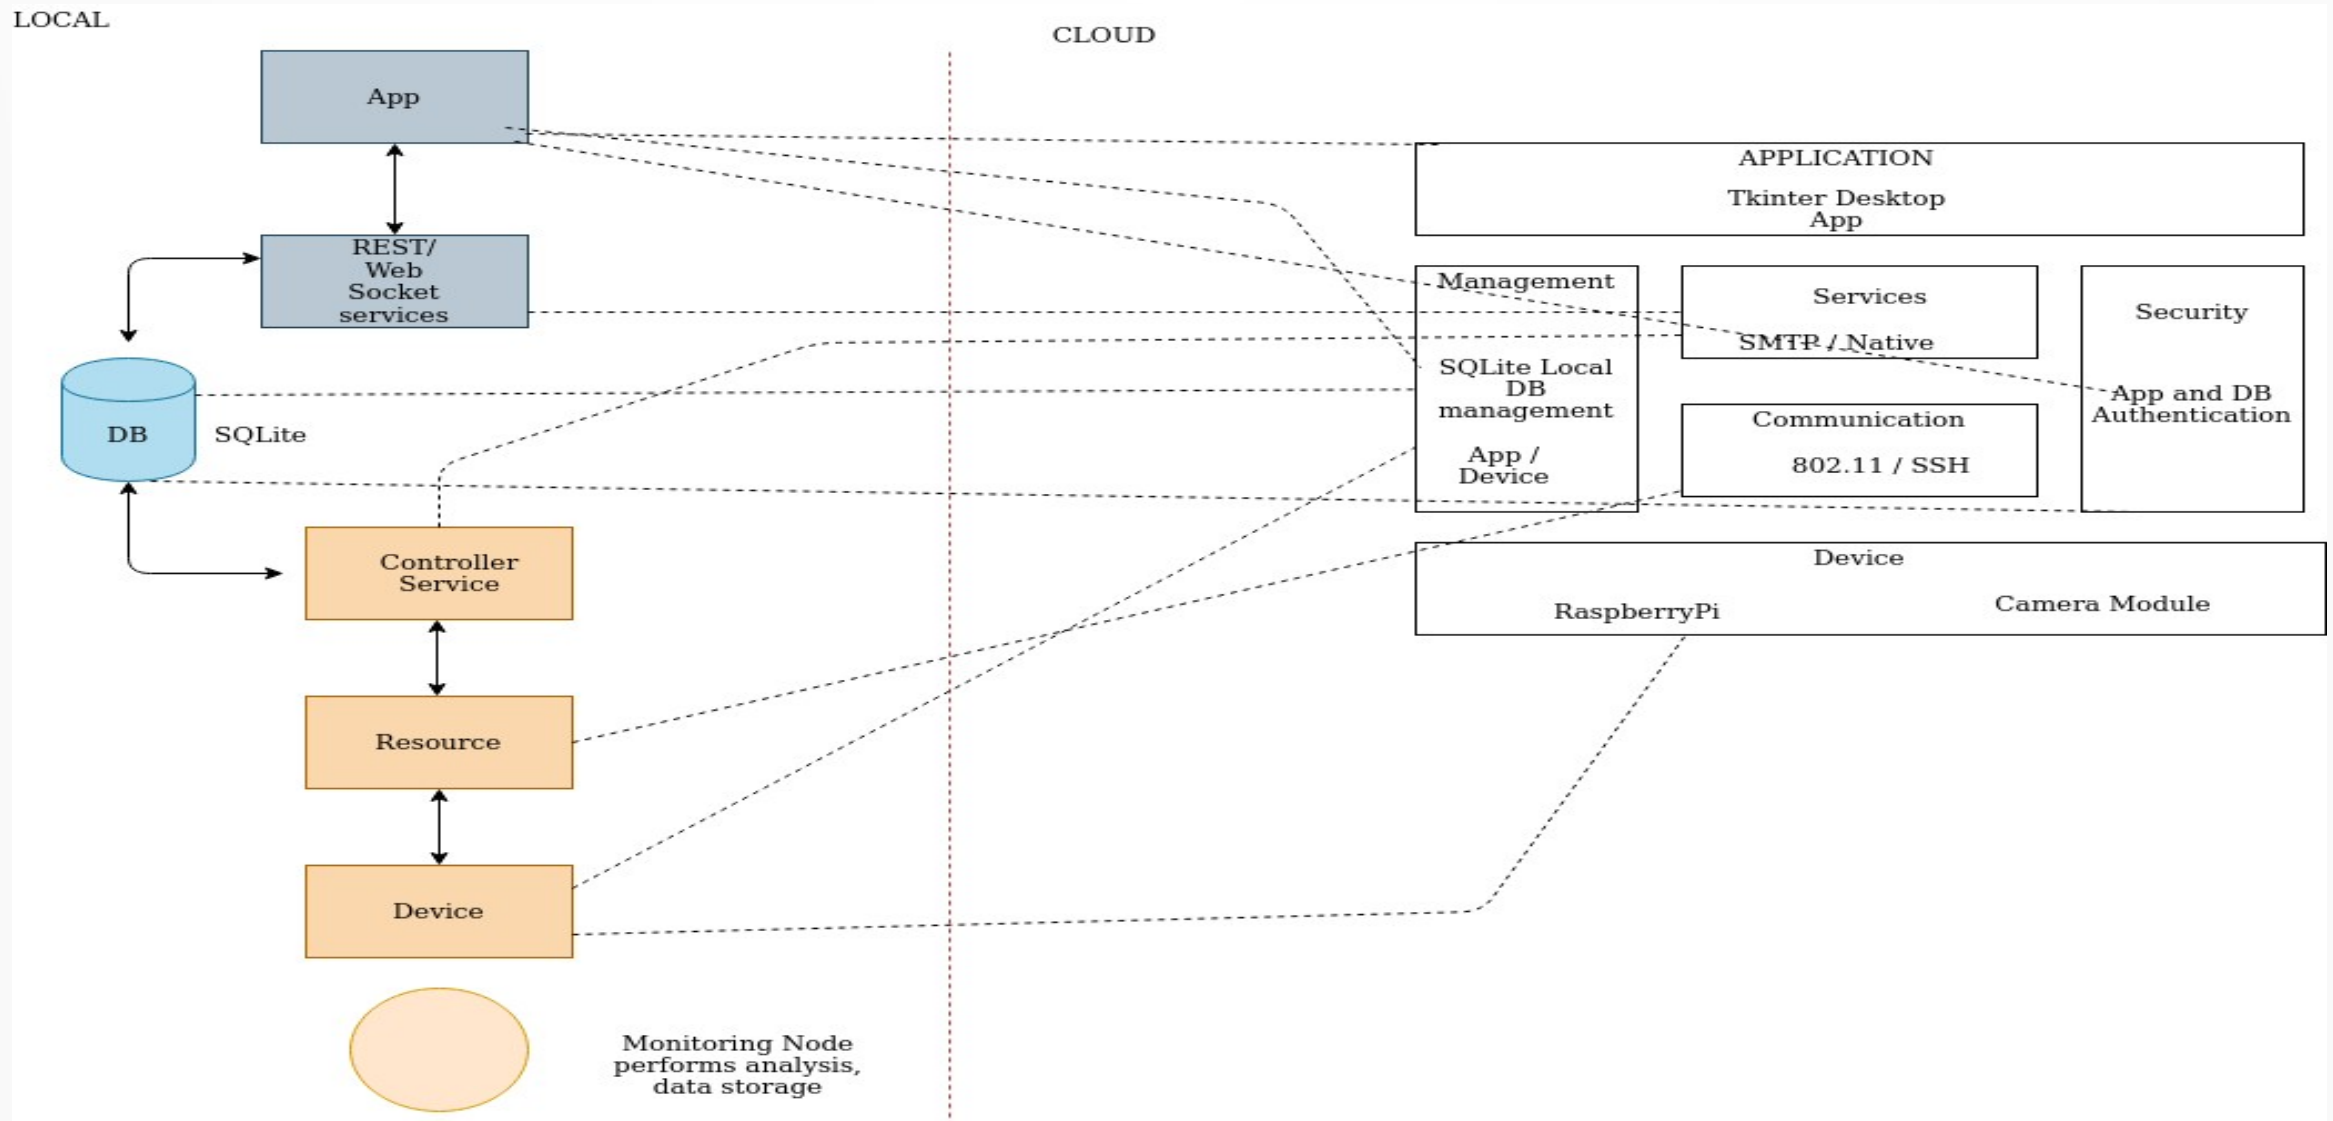 LOCAL
CLOUD
App
APPLICATION
Tkinter Desktop
App
REST/
Web
Socket
services
Management
SQLite Local
DB
management
App /
Device
Services
SMTP / Native
Security
App and DB
Authentication
Communication
802.11 / SSH
DB
SQLite
Controller
Service
Device
RaspberryPi
Camera Module
Resource
Device
Monitoring Node
performs analysis,
data storage